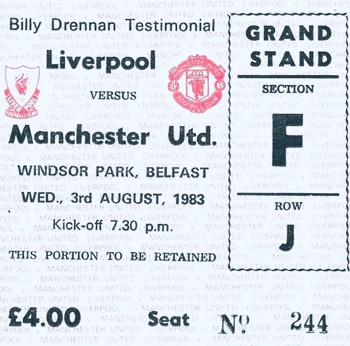 Billy Drennan Testimonial
Liverpool
VERSUS
Manchester Utd.
WINDSOR PARK, BELFAST
WED., 3rd AUGUST, 1983
Kick-off 7.30 p.m.
THIS PORTION TO BE RETAINED
£4.00 Seat Nº 244
GRAND
STAND
SECTION
F
ROW
J